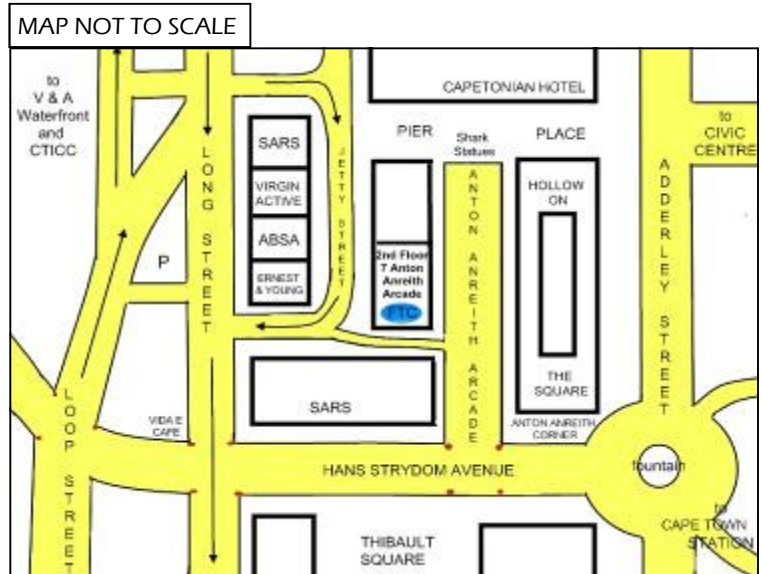 MAP NOT TO SCALE
to
V & A
Waterfront
and
CTICC
LONG STREET
SARS
VIRGIN
ACTIVE
ABSA
ERNEST
& YOUNG
JETTY STREET
CAPETONIAN HOTEL
PIER
Shark
Statues
PLACE
2nd Floor
7 Anton
Anreith
Arcade
FTC
ANTON ANREITH ARCADE
HOLLOW
ON
THE
SQUARE
ANTON ANREITH
CORNER
ADDERLEY STREET
to
CIVIC
CENTRE
P
SARS
VIDA E
CAFE
LOOP STREET
HANS STRYDOM AVENUE
fountain
to
CAPE TOWN
STATION
THIBAULT
SQUARE